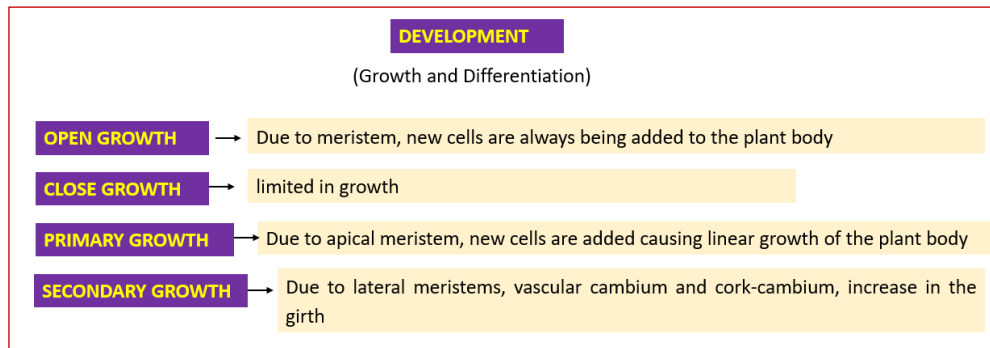 DEVELOPMENT
(Growth and Differentiation)
OPEN GROWTH
Due to meristem, new cells are always being added to the plant body
CLOSE GROWTH
limited in growth
PRIMARY GROWTH
Due to apical meristem, new cells are added causing linear growth of the plant body
SECONDARY GROWTH
Due to lateral meristems, vascular cambium and cork-cambium, increase in the
girth